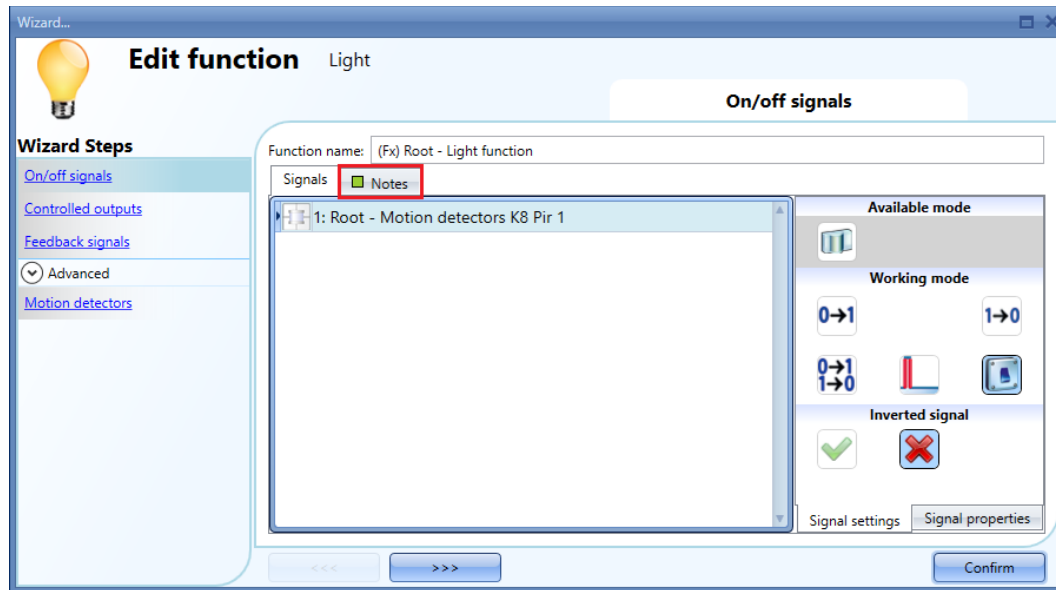 Wizard...
Edit function Light
On/off signals
Wizard Steps
On/off signals
Controlled outputs
Feedback signals
Advanced
Motion detectors
Function name: (Fx) Root - Light function
Signals Notes
1: Root - Motion detectors K8 Pir 1
Available mode
Working mode
0→1 1→0
0→1
1→0
Inverted signal
Signal settings Signal properties
<<< >>> Confirm